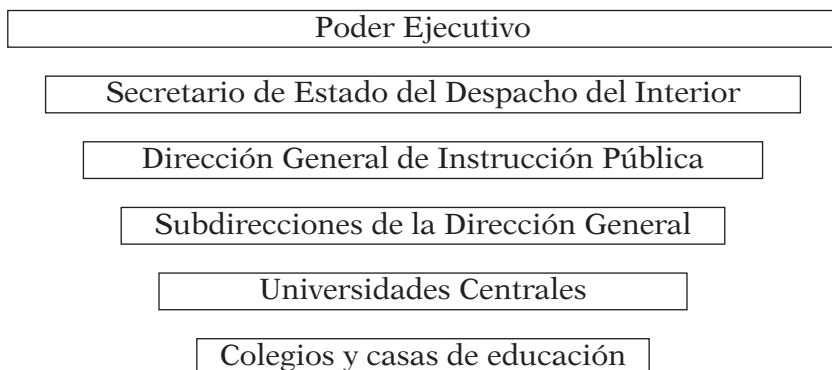 Poder Ejecutivo
Secretario de Estado del Despacho del Interior
Dirección General de Instrucción Pública
Subdirecciones de la Dirección General
Universidades Centrales
Colegios y casas de educación